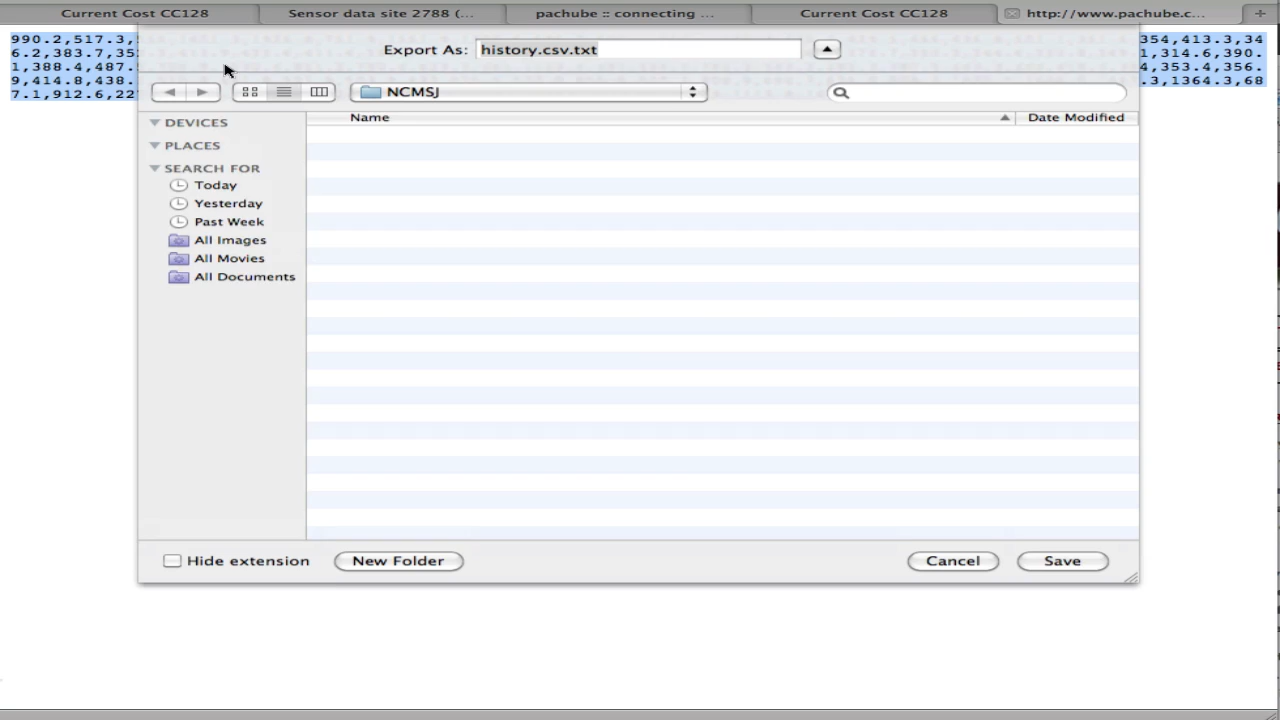 Current Cost CC128
Sensor data site 2788 (...
pachube :: connecting ...
Current Cost CC128
http://www.pachube.c...
990.2,517.3,
354,413.3,34
6.2,383.7,35
1,314.6,390.
1,388.4,487.
4,353.4,356.
9,414.8,438.
.3,1364.3,68
7.1,912.6,22
Export As: history.csv.txt
NCMSJ
Name
Date Modified
DEVICES
PLACES
SEARCH FOR
Today
Yesterday
Past Week
All Images
All Movies
All Documents
Hide extension
New Folder
Cancel
Save